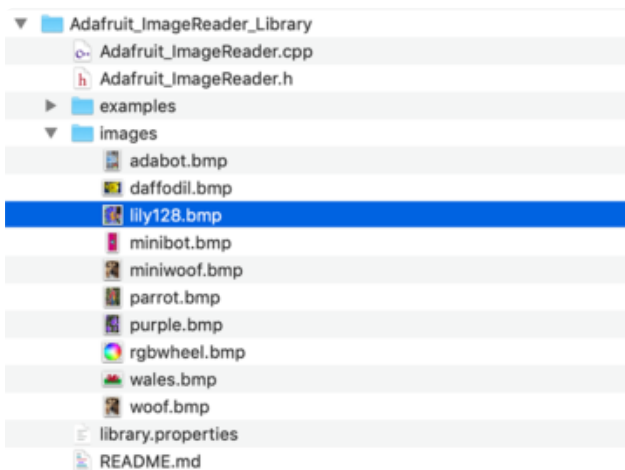 Adafruit_ImageReader_Library
Adafruit_ImageReader.cpp
Adafruit_ImageReader.h
examples
images
adabot.bmp
daffodil.bmp
lily128.bmp
minibot.bmp
miniwoof.bmp
parrot.bmp
purple.bmp
rgbwheel.bmp
wales.bmp
woof.bmp
library.properties
README.md